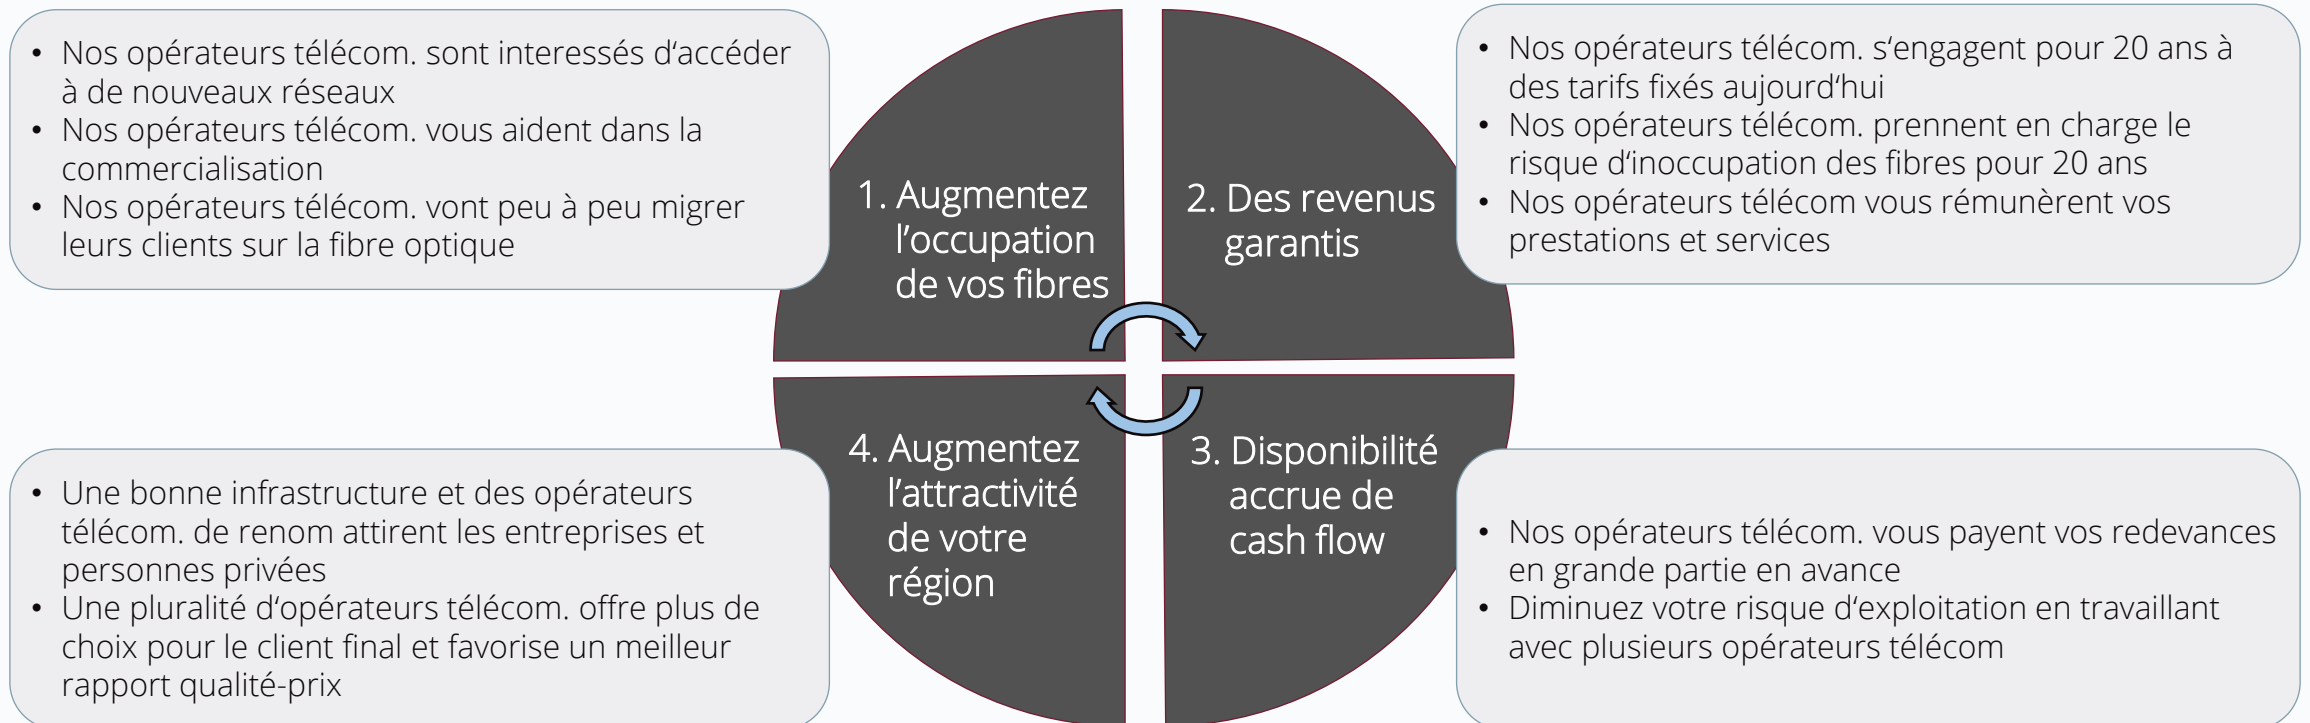 • Nos opérateurs télécom. sont interessés d‘accéder
à de nouveaux réseaux
• Nos opérateurs télécom. vous aident dans la
commercialisation
• Nos opérateurs télécom. vont peu à peu migrer
leurs clients sur la fibre optique
1. Augmentez
l’occupation
de vos fibres
2. Des revenus
garantis
• Nos opérateurs télécom. s‘engagent pour 20 ans à
des tarifs fixés aujourd‘hui
• Nos opérateurs télécom. prennent en charge le
risque d‘inoccupation des fibres pour 20 ans
• Nos opérateurs télécom vous rémunèrent vos
prestations et services
• Une bonne infrastructure et des opérateurs
télécom. de renom attirent les entreprises et
personnes privées
• Une pluralité d‘opérateurs télécom. offre plus de
choix pour le client final et favorise un meilleur
rapport qualité-prix
4. Augmentez
l’attractivité
de votre
région
3. Disponibilité
accrue de
cash flow
• Nos opérateurs télécom. vous payent vos redevances
en grande partie en avance
• Diminuez votre risque d‘exploitation en travaillant
avec plusieurs opérateurs télécom